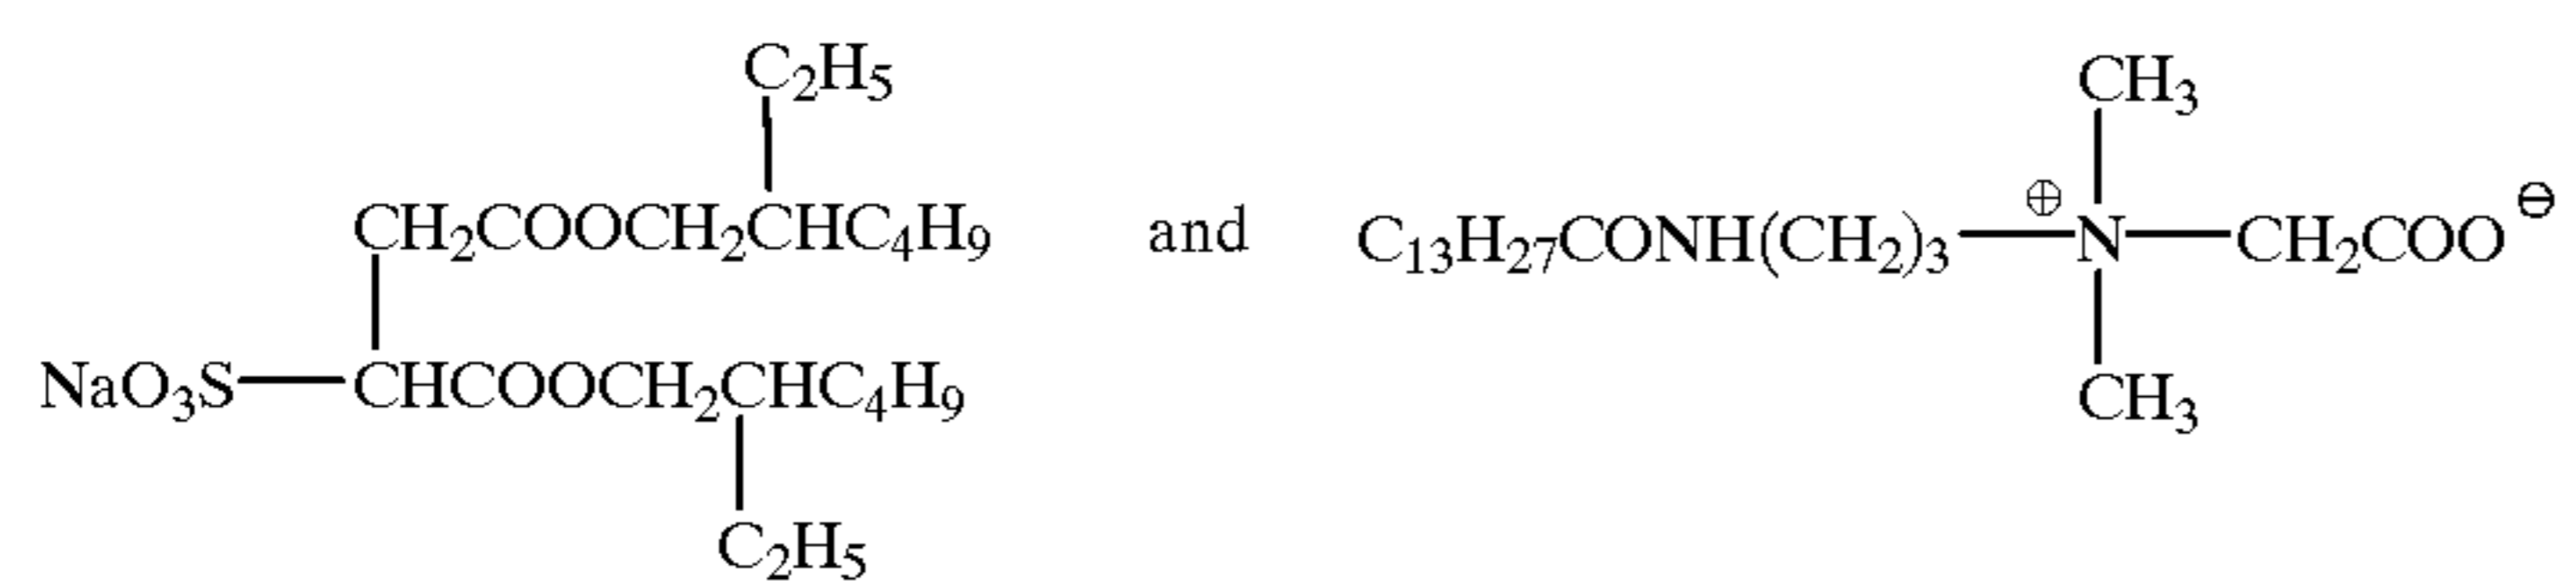 C₂H₅
CH₃
CH₂COOCH₂CHC₄H₉ and C₁₃H₂₇CONH(CH₂)₃—N⊕—CH₂COO⊖
NaO₃S—CHCOOCH₂CHC₄H₉
CH₃
C₂H₅